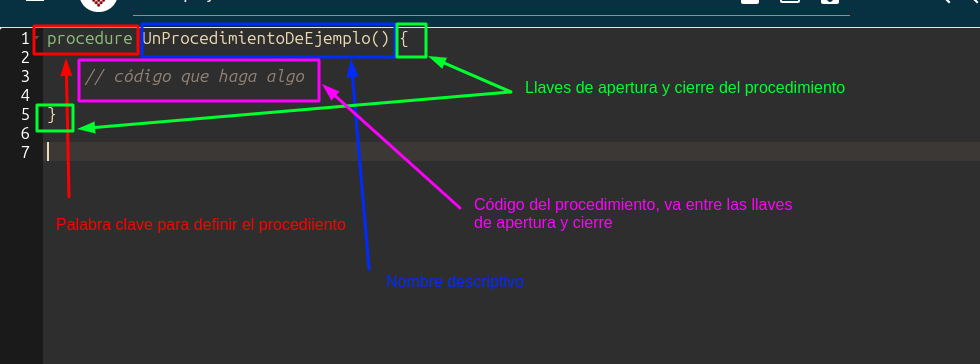 1 procedure UnProcedimientoDeEjemplo() {
2
3 // código que haga algo
4
Llaves de apertura y cierre del procedimiento
5 }
6
7
Código del procedimiento, va entre las llaves
de apertura y cierre
Palabra clave para definir el procediiento
Nombre descriptivo